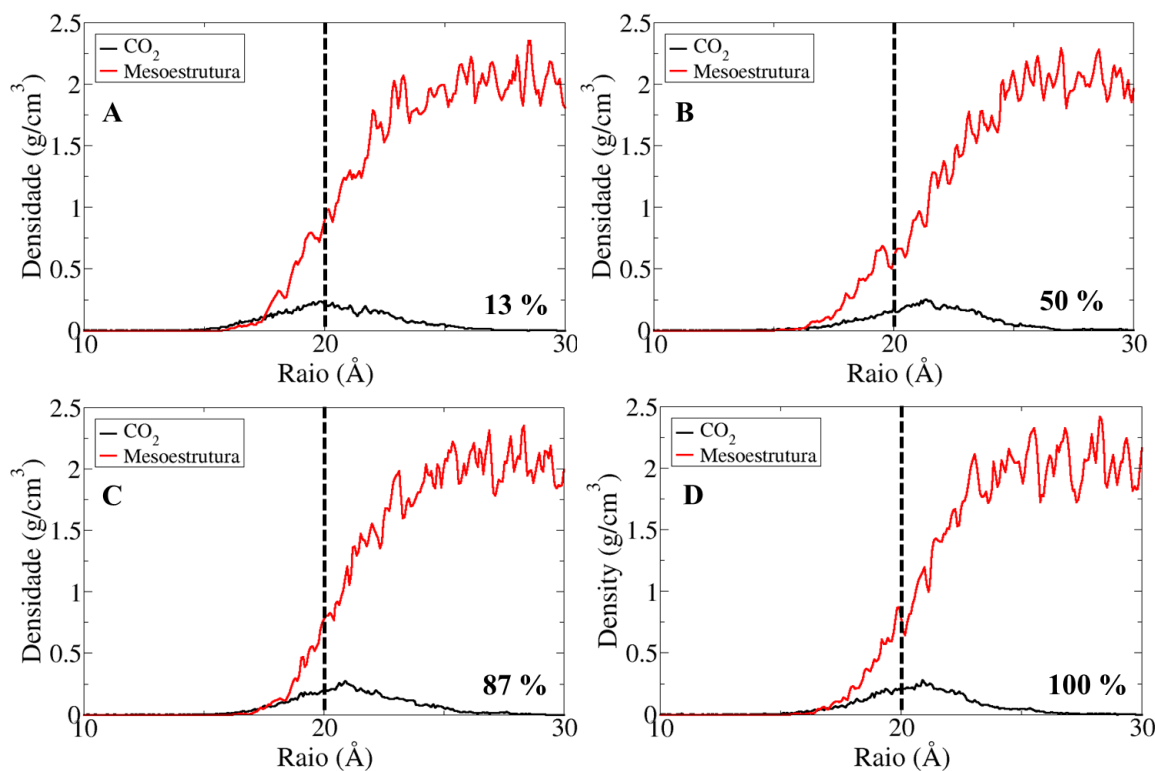 2.5
2
1.5
1
0.5
0
Densidade (g/cm³)
CO₂
Mesoestrutura
A
13 %
10
20
30
Raio (Å)
2.5
2
1.5
1
0.5
0
Densidade (g/cm³)
CO₂
Mesoestrutura
B
50 %
10
20
30
Raio (Å)
2.5
2
1.5
1
0.5
0
Densidade (g/cm³)
CO₂
Mesoestrutura
C
87 %
10
20
30
Raio (Å)
2.5
2
1.5
1
0.5
0
Density (g/cm³)
CO₂
Mesoestrutura
D
100 %
10
20
30
Raio (Å)